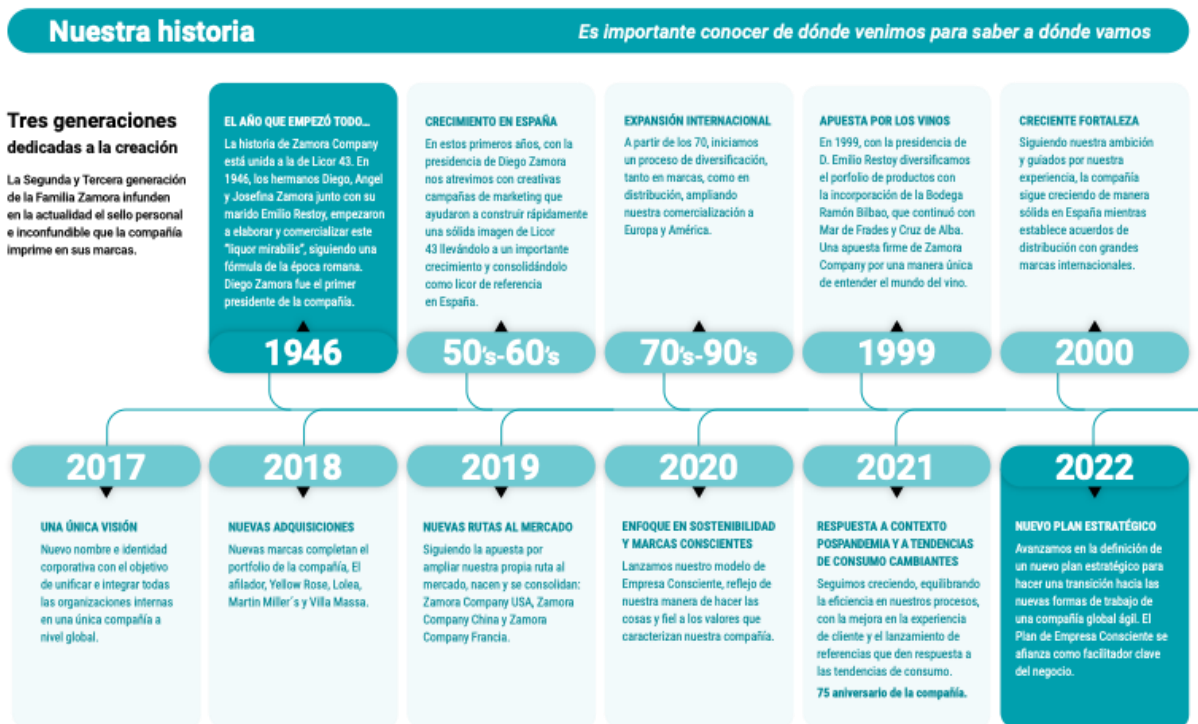 Nuestra historia
Es importante conocer de dónde venimos para saber a dónde vamos
Tres generaciones
dedicadas a la creación
La Segunda y Tercera generación
de la Familia Zamora infunden
en la actualidad el sello personal
e inconfundible que la compañía
imprime en sus marcas.
EL AÑO QUE EMPEZÓ TODO...
La historia de Zamora Company
está unida a la de Licor 43. En
1946, los hermanos Diego, Angel
y Josefina Zamora junto con su
marido Emilio Restoy, empezaron
a elaborar y comercializar este
"liquor mirabilis", siguiendo una
fórmula de la época romana.
Diego Zamora fue el primer
presidente de la compañía.
1946
CRECIMIENTO EN ESPAÑA
En estos primeros años, con la
presidencia de Diego Zamora
nos atrevimos con creativas
campañas de marketing que
ayudaron a construir rápidamente
una sólida imagen de Licor
43 llevándolo a un importante
crecimiento y consolidándolo
como licor de referencia
en España.
50's-60's
EXPANSIÓN INTERNACIONAL
A partir de los 70, iniciamos
un proceso de diversificación,
tanto en marcas, como en
distribución, ampliando
nuestra comercialización a
Europa y América.
70's-90's
APUESTA POR LOS VINOS
En 1999, con la presidencia de
D. Emilio Restoy diversificamos
el porfolio de productos con
la incorporación de la Bodega
Ramón Bilbao, que continuó con
Mar de Frades y Cruz de Alba.
Una apuesta firme de Zamora
Company por una manera única
de entender el mundo del vino.
1999
CRECIENTE FORTALEZA
Siguiendo nuestra ambición
y guiados por nuestra
experiencia, la compañía
sigue creciendo de manera
sólida en España mientras
establece acuerdos de
distribución con grandes
marcas internacionales.
2000
2017
UNA ÚNICA VISIÓN
Nuevo nombre e identidad
corporativa con el objetivo
de unificar e integrar todas
las organizaciones internas
en una única compañía a
nivel global.
2018
NUEVAS ADQUISICIONES
Nuevas marcas completan el
portfolio de la compañía, El
afilador, Yellow Rose, Lolea,
Martin Miller´s y Villa Massa.
2019
NUEVAS RUTAS AL MERCADO
Siguiendo la apuesta por
ampliar nuestra propia ruta al
mercado, nacen y se consolidan:
Zamora Company USA, Zamora
Company China y Zamora
Company Francia.
2020
ENFOQUE EN SOSTENIBILIDAD
Y MARCAS CONSCIENTES
Lanzamos nuestro modelo de
Empresa Consciente, reflejo de
nuestra manera de hacer las
cosas y fiel a los valores que
caracterizan nuestra compañía.
2021
RESPUESTA A CONTEXTO
POSPANDEMIA Y A TENDENCIAS
DE CONSUMO CAMBIANTES
Seguimos creciendo, equilibrando
la eficiencia en nuestros procesos,
con la mejora en la experiencia
de cliente y el lanzamiento de
referencias que den respuesta a
las tendencias de consumo.
75 aniversario de la compañía.
2022
NUEVO PLAN ESTRATÉGICO
Avanzamos en la definición de
un nuevo plan estratégico para
hacer una transición hacia las
nuevas formas de trabajo de
una compañía global ágil. El
Plan de Empresa Consciente se
afianza como facilitador clave
del negocio.